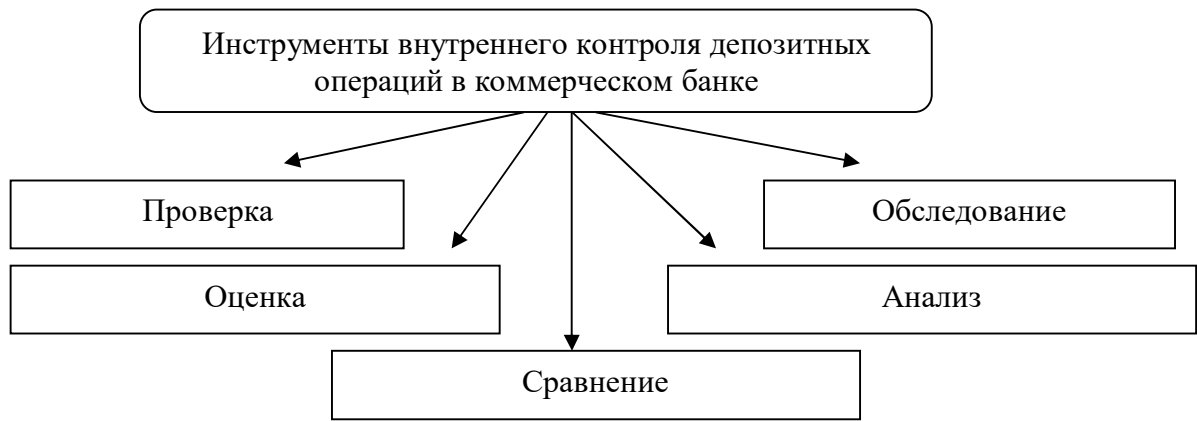 Инструменты внутреннего контроля депозитных
операций в коммерческом банке
Проверка
Обследование
Оценка
Анализ
Сравнение